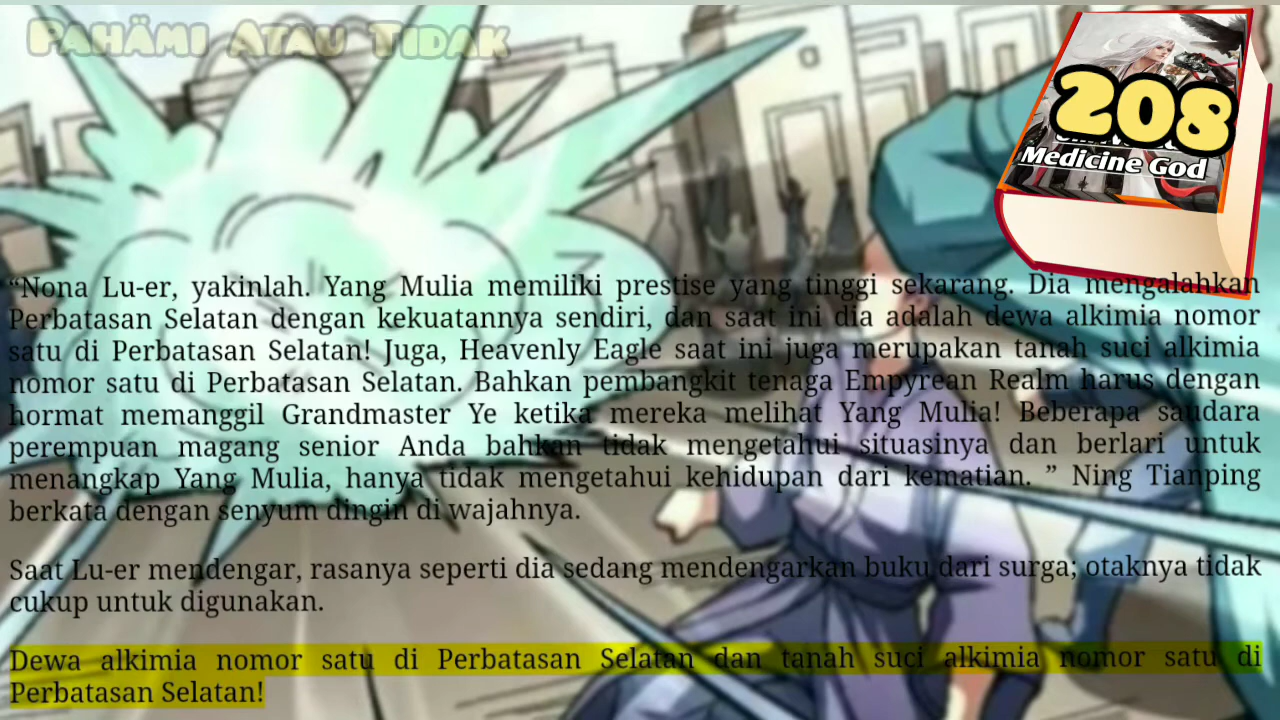 Pahämi Atau Tidak
208
Medicine God
“Nona Lu-er, yakinlah. Yang Mulia memiliki prestise yang tinggi sekarang. Dia mengalahkan
Perbatasan Selatan dengan kekuatannya sendiri, dan saat ini dia adalah dewa alkimia nomor
satu di Perbatasan Selatan! Juga, Heavenly Eagle saat ini juga merupakan tanah suci alkimia
nomor satu di Perbatasan Selatan. Bahkan pembangkit tenaga Empyrean Realm harus dengan
hormat memanggil Grandmaster Ye ketika mereka melihat Yang Mulia! Beberapa saudara
perempuan magang senior Anda bahkan tidak mengetahui situasinya dan berlari untuk
menangkap Yang Mulia, hanya tidak mengetahui kehidupan dari kematian. ” Ning Tianping
berkata dengan senyum dingin di wajahnya.
Saat Lu-er mendengar, rasanya seperti dia sedang mendengarkan buku dari surga; otaknya tidak
cukup untuk digunakan.
Dewa alkimia nomor satu di Perbatasan Selatan dan tanah suci alkimia nomor satu di
Perbatasan Selatan!